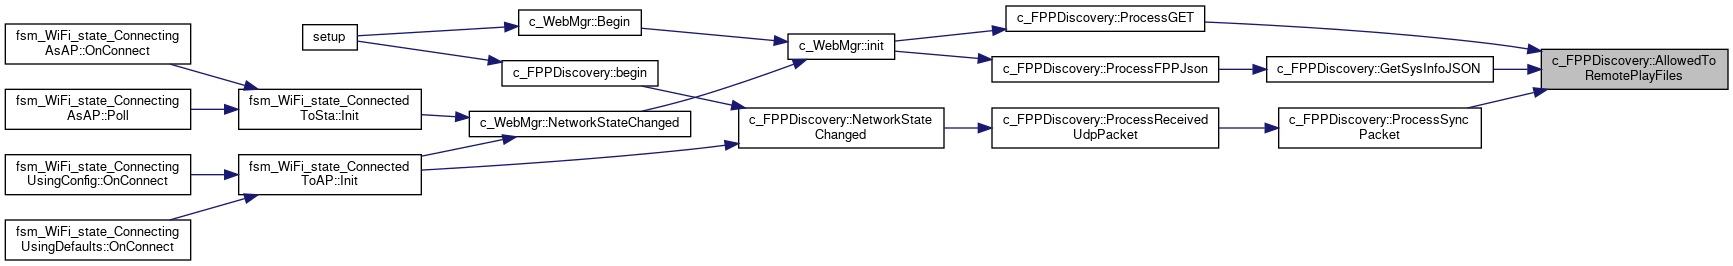 fsm_WiFi_state_Connecting
AsAP::OnConnect
fsm_WiFi_state_Connecting
AsAP::Poll
fsm_WiFi_state_Connecting
UsingConfig::OnConnect
fsm_WiFi_state_Connecting
UsingDefaults::OnConnect
setup
fsm_WiFi_state_Connected
ToSta::Init
fsm_WiFi_state_Connected
ToAP::Init
c_WebMgr::Begin
c_FPPDiscovery::begin
c_WebMgr::NetworkStateChanged
c_WebMgr::init
c_FPPDiscovery::NetworkState
Changed
c_FPPDiscovery::ProcessGET
c_FPPDiscovery::ProcessFPPJson
c_FPPDiscovery::ProcessReceived
UdpPacket
c_FPPDiscovery::GetSysInfoJSON
c_FPPDiscovery::ProcessSync
Packet
c_FPPDiscovery::AllowedTo
RemotePlayFiles